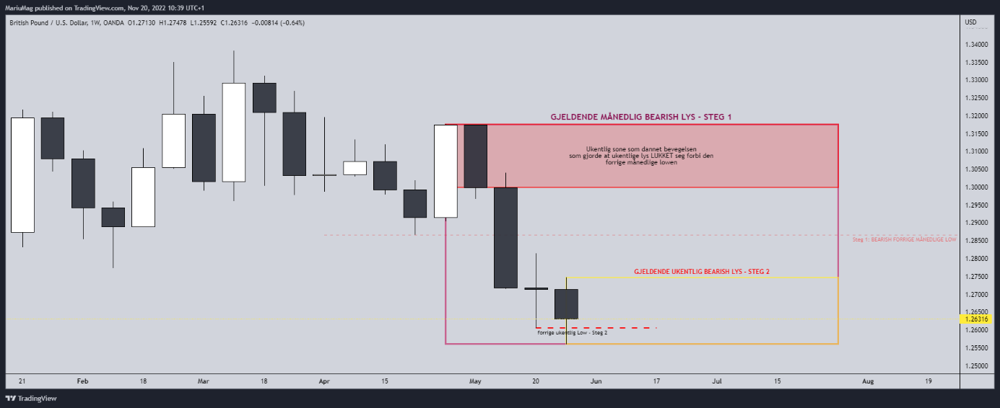 MariuMag published on TradingView.com, Nov 20, 2022 10:39 UTC+1
British Pound / U.S. Dollar, 1W, OANDA O1.27130 H1.27478 L1.25592 C1.26316 −0.00814 (−0.64%)
USD
1.34000
1.33500
1.33000
1.32500
1.32000
1.31500
1.31000
1.30500
1.30000
1.29500
1.29000
1.28500
1.28000
1.27500
1.27000
1.26500
1.26316
1.26000
1.25500
1.25000
GJELDENDE MÅNEDLIG BEARISH LYS - STEG 1
Ukentlig sone som dannet bevegelsen
som gjorde at ukentlige lys LUKKET seg forbi den
forrige månedlige lowen
Steg 1: BEARISH FORRIGE MÅNEDLIGE LOW
GJELDENDE UKENTLIG BEARISH LYS - STEG 2
forrige ukentlig Low - Steg 2
21 Feb 18 Mar 18 Apr 15 May 20 Jun 17 Jul 15 Aug 19
TradingView